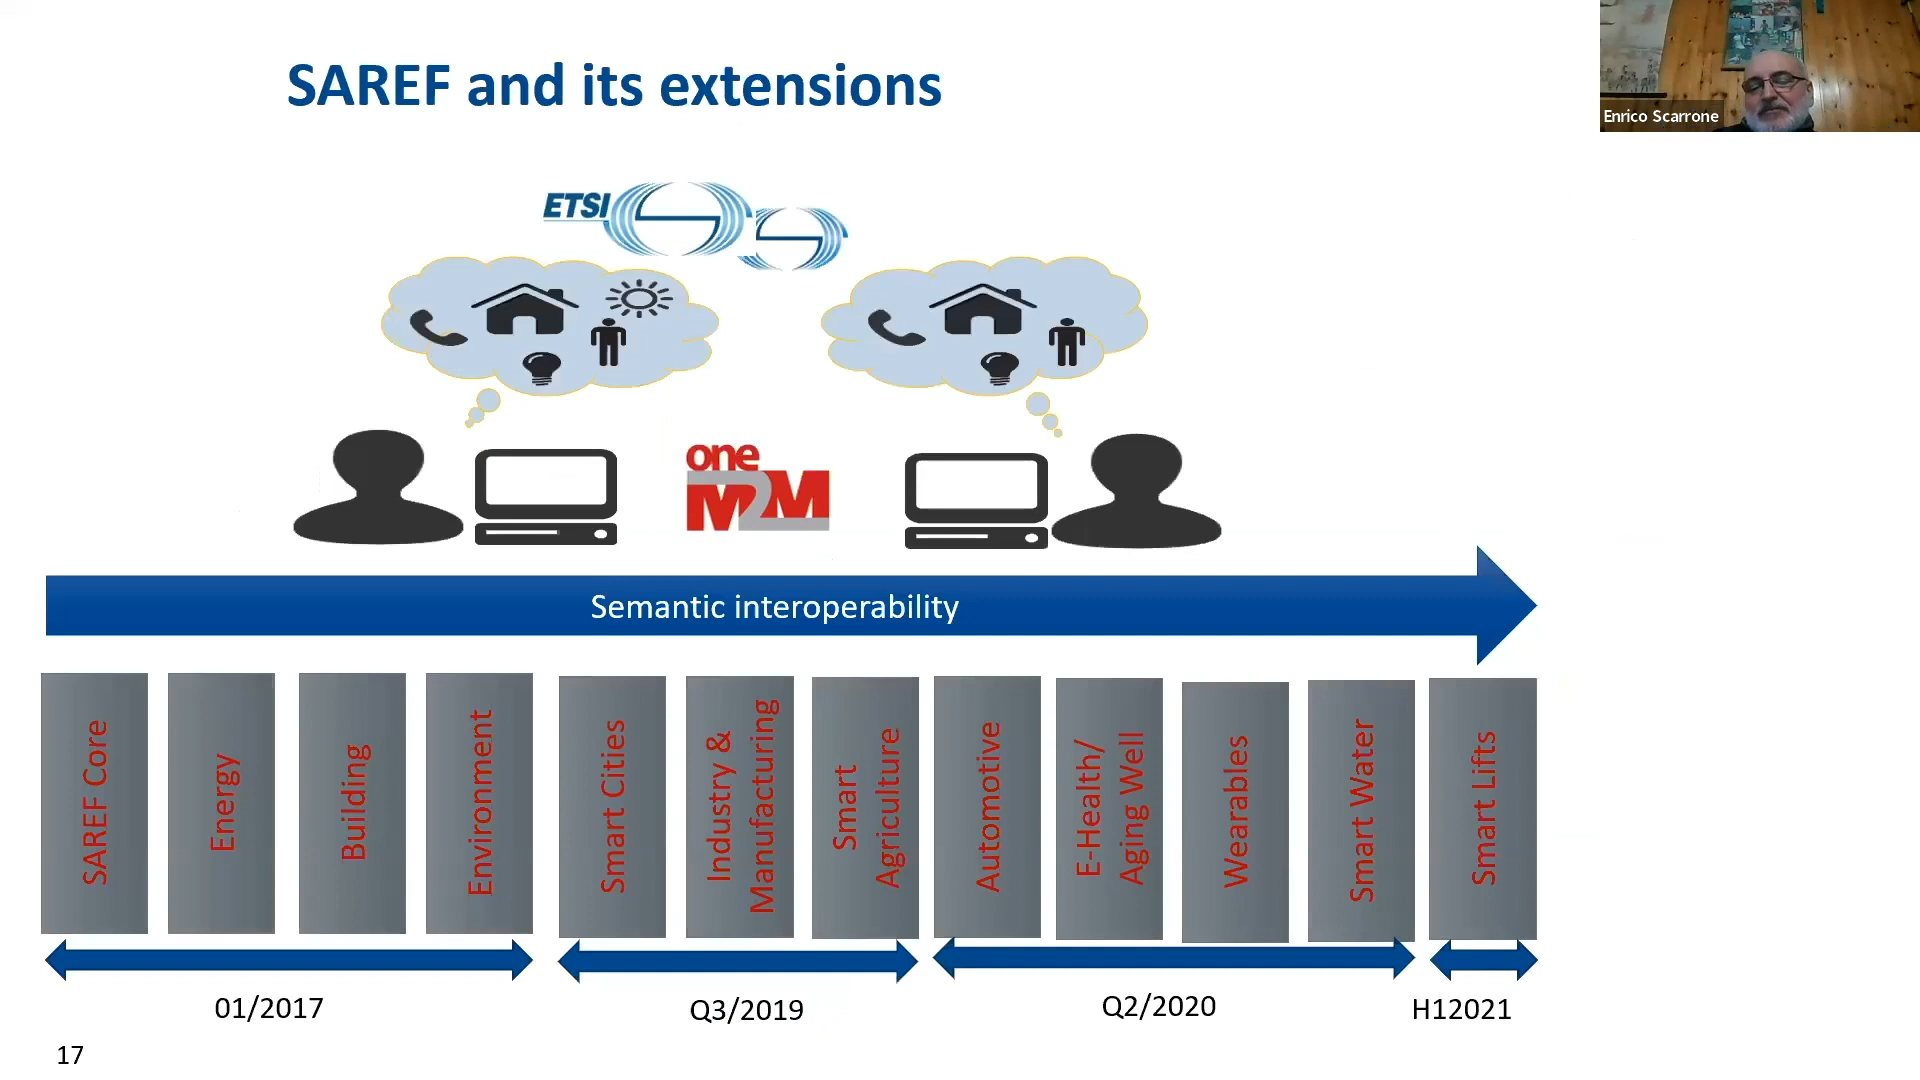 SAREF and its extensions
Enrico Scarrone
ETSI
one
M2M
Semantic interoperability
SAREF Core
Energy
Building
Environment
Smart Cities
Industry &
Manufacturing
Smart
Agriculture
Automotive
E-Health/
Aging Well
Wearables
Smart Water
Smart Lifts
01/2017
Q3/2019
Q2/2020
H12021
17